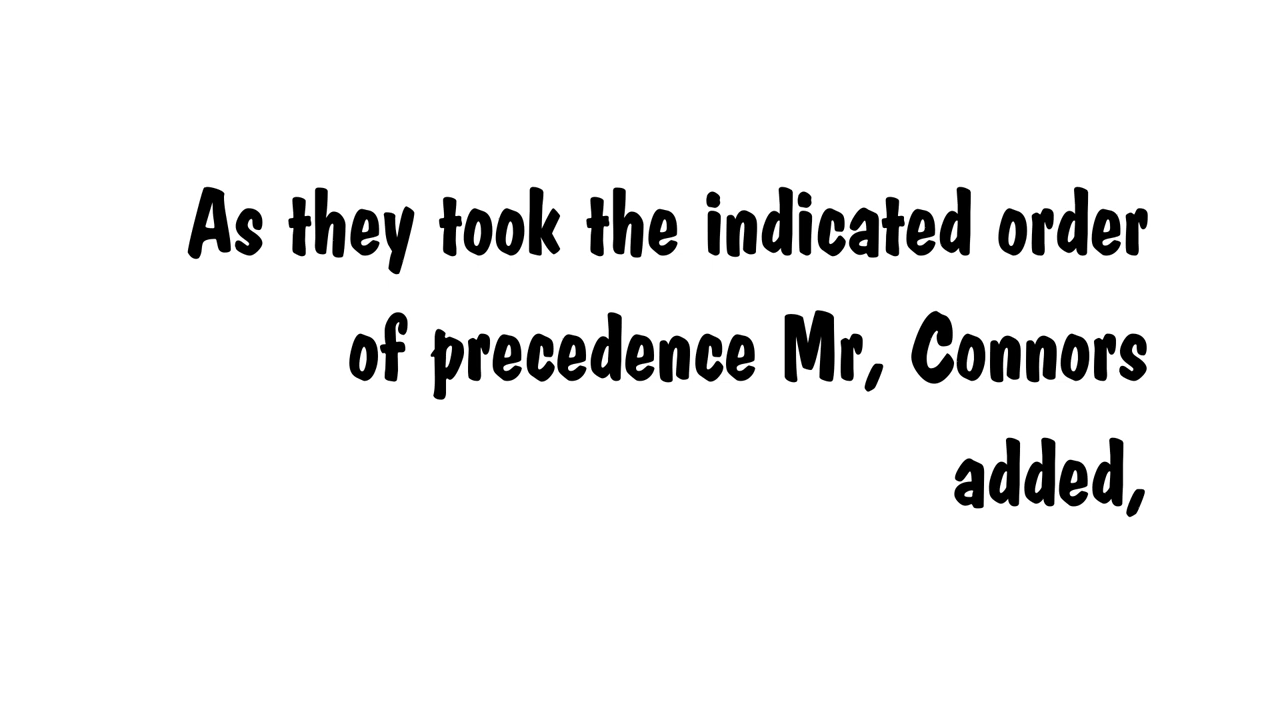 As they took the indicated order
of precedence Mr, Connors
added,